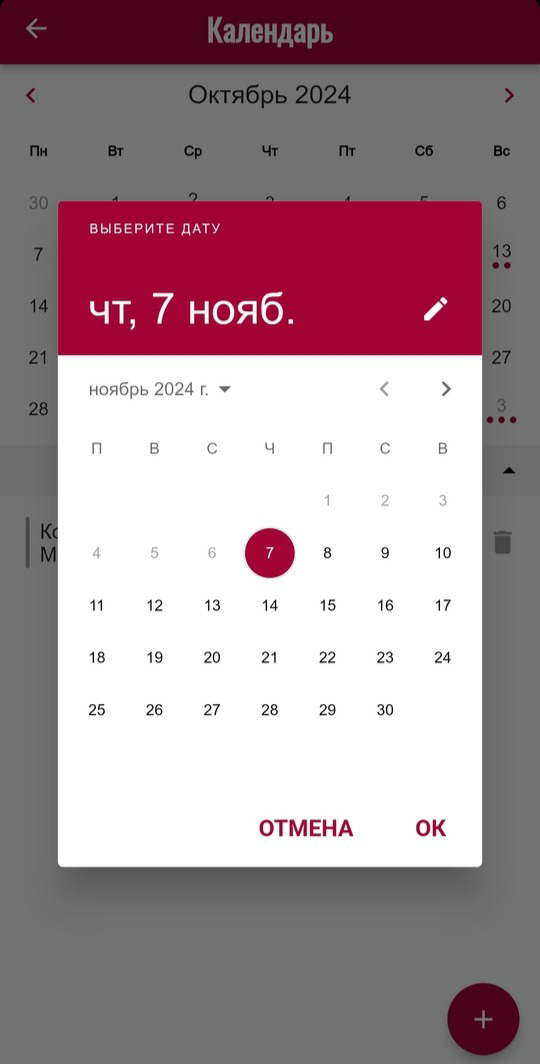 Календарь
Октябрь 2024
Пн Вт Ср Чт Пт Сб Вс
30 1 2 3 4 5 6
7 13
14 20
21 27
28 3
ВЫБЕРИТЕ ДАТУ
чт, 7 нояб.
ноябрь 2024 г.
П В С Ч П С В
1 2 3
4 5 6 7 8 9 10
11 12 13 14 15 16 17
18 19 20 21 22 23 24
25 26 27 28 29 30
ОТМЕНА ОК